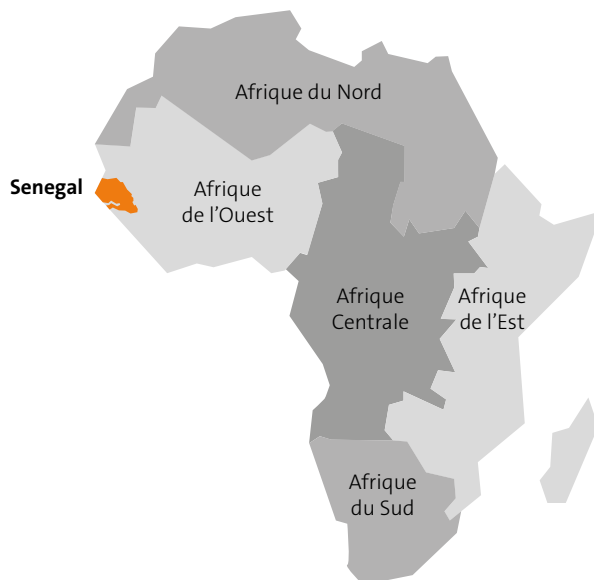 Afrique du Nord
Senegal
Afrique
de l'Ouest
Afrique
Centrale
Afrique
de l'Est
Afrique
du Sud